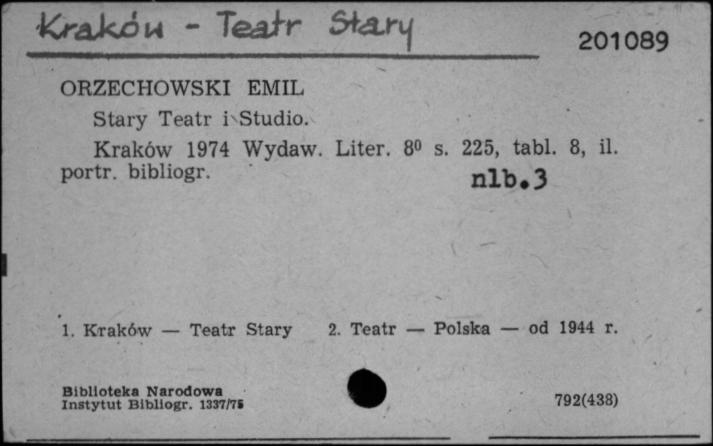 Kraków - Teatr Stary
201089
ORZECHOWSKI EMIL
Stary Teatr i Studio.
Kraków 1974 Wydaw. Liter. 8⁰ s. 225, tabl. 8, il.
portr. bibliogr.
nlb.3
1. Kraków — Teatr Stary 2. Teatr — Polska — od 1944 r.
Biblioteka Narodowa
Instytut Bibliogr. 1337/75
792(438)